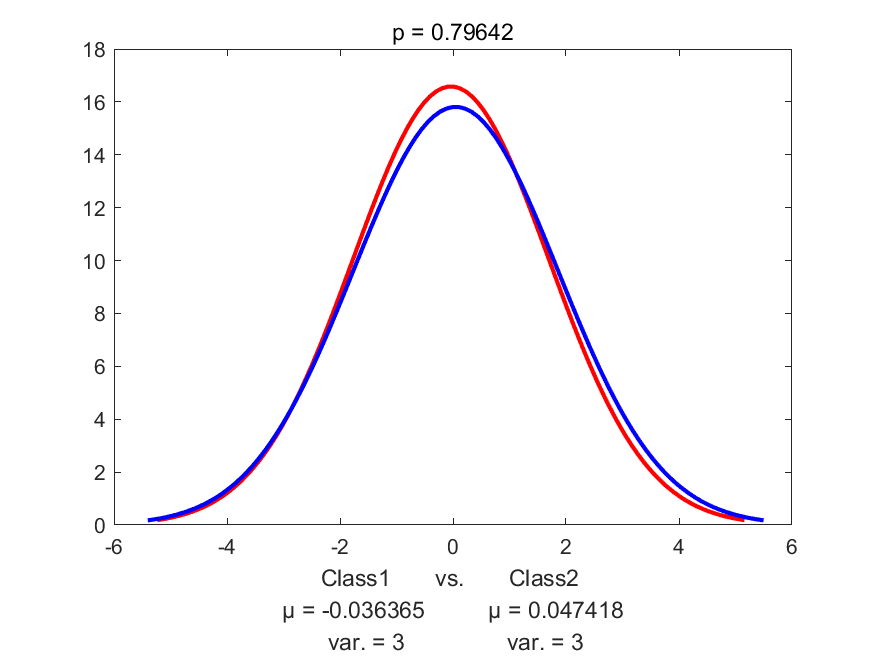 p = 0.79642
18
16
14
12
10
8
6
4
2
0
-6 -4 -2 0 2 4 6
Class1 vs. Class2
μ = -0.036365 μ = 0.047418
var. = 3 var. = 3